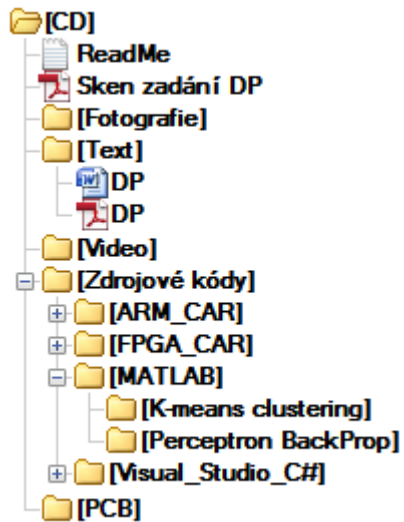 [CD]
ReadMe
Sken zadání DP
[Fotografie]
[Text]
DP
DP
[Video]
[Zdrojové kódy]
[ARM_CAR]
[FPGA_CAR]
[MATLAB]
[K-means clustering]
[Perceptron BackProp]
[Visual_Studio_C#]
[PCB]